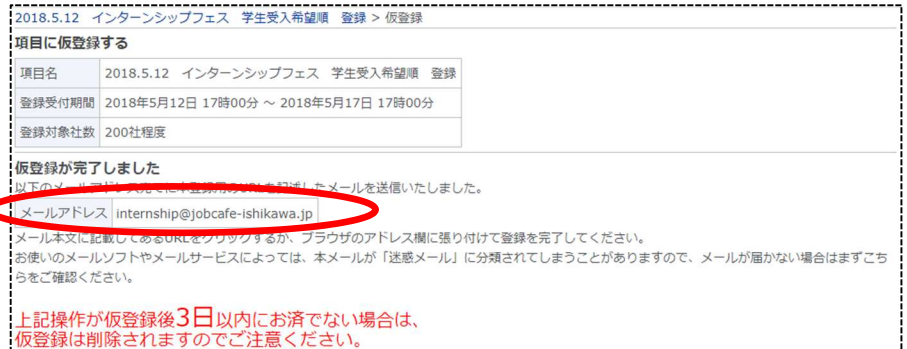 2018.5.12 インターンシップフェス 学生受入希望順 登録 > 仮登録
項目に仮登録する
項目名 2018.5.12 インターンシップフェス 学生受入希望順 登録
登録受付期間 2018年5月12日 17時00分 ～ 2018年5月17日 17時00分
登録対象社数 200社程度
仮登録が完了しました
以下のメールアドレス宛てに本登録用のURLを記述したメールを送信いたしました。
メールアドレス internship@jobcafe-ishikawa.jp
メール本文に記載してあるURLをクリックするか、ブラウザのアドレス欄に張り付けて登録を完了してください。
お使いのメールソフトやメールサービスによっては、本メールが「迷惑メール」に分類されてしまうことがありますので、メールが届かない場合はまずこち
らをご確認ください。
上記操作が仮登録後3日以内にお済でない場合は、
仮登録は削除されますのでご注意ください。